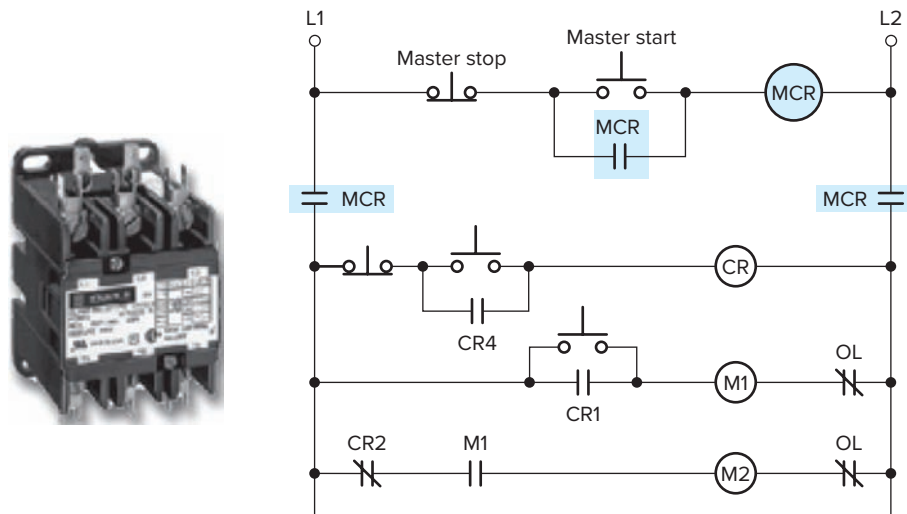 L1
L2
Master stop
Master start
MCR
MCR
MCR
MCR
CR
CR4
CR1
M1
OL
CR2
M1
M2
OL